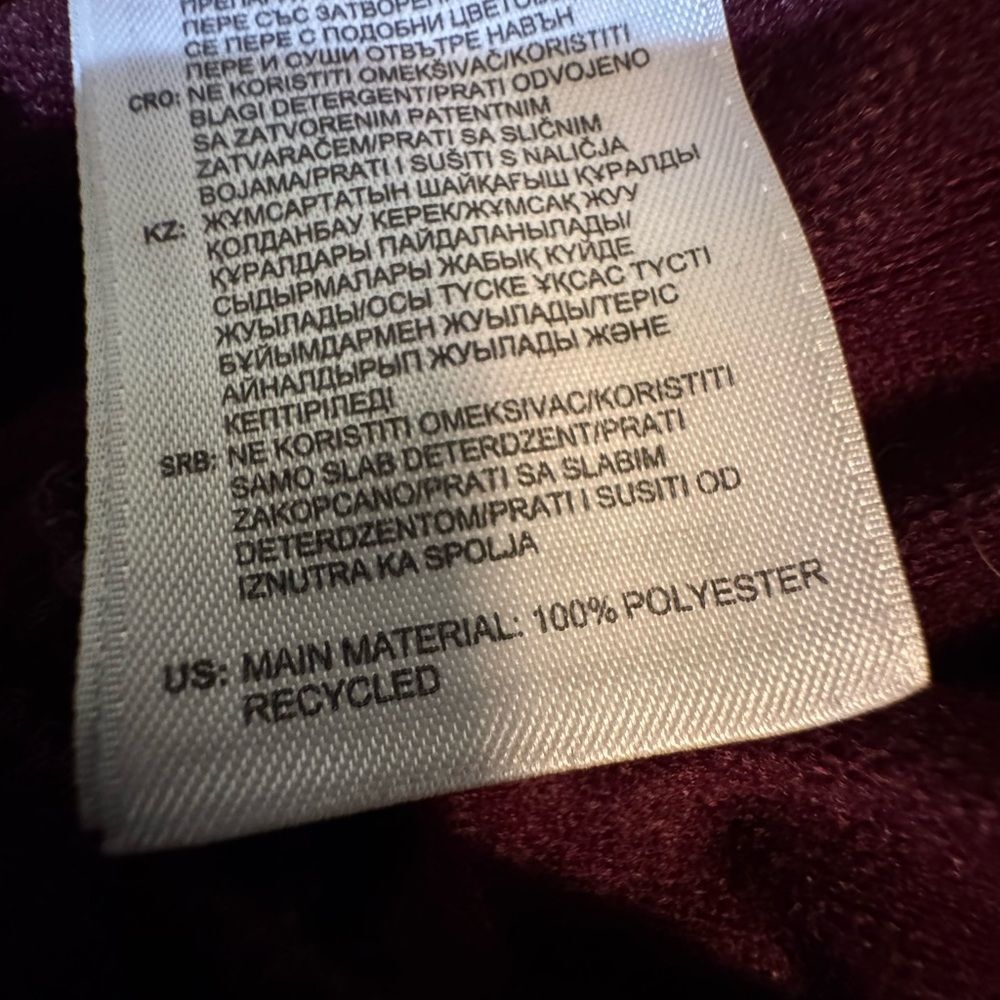 ПЕРЕ СЪС ЗАТВОРЕНИ
СЕ ПЕРЕ С ПОДОБНИ ЦВЕТОВЕ
ПЕРЕ И СУШИ ОТВЪТРЕ НАВЪН
CRO: NE KORISTITI OMEKŠIVAČ/KORISTITI
BLAGI DETERGENT/PRATI ODVOJENO
SA ZATVORENIM PATENTNIM
ZATVARAČEM/PRATI SA SLIČNIM
BOJAMA/PRATI I SUŠITI S NALIČJA
KZ: ЖҰМСАРТАТЫН ШАЙҚАҒЫШ ҚҰРАЛДЫ
ҚОЛДАНБАУ КЕРЕК/ЖҰМСАҚ ЖУУ
ҚҰРАЛДАРЫ ПАЙДАЛАНЫЛАДЫ/
СЫДЫРМАЛАРЫ ЖАБЫҚ КҮЙДЕ
ЖУЫЛАДЫ/ОСЫ ТҮСКЕ ҰҚСАС ТҮСТІ
БҰЙЫМДАРМЕН ЖУЫЛАДЫ/ТЕРІС
АЙНАЛДЫРЫП ЖУЫЛАДЫ ЖӘНЕ
КЕПТІРІЛЕДІ
SRB: NE KORISTITI OMEKSIVAC/KORISTITI
SAMO SLAB DETERDZENT/PRATI
ZAKOPCANO/PRATI SA SLABIM
DETERDZENTOM/PRATI I SUSITI OD
IZNUTRA KA SPOLJA
US: MAIN MATERIAL: 100% POLYESTER
RECYCLED